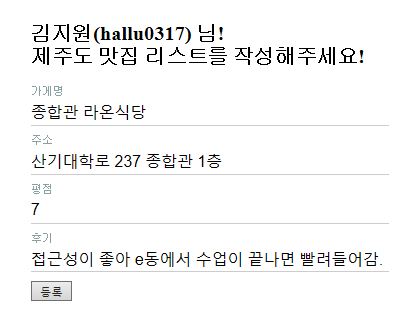 김지원(hallu0317) 님!
제주도 맛집 리스트를 작성해주세요!
가게명
종합관 라온식당
주소
산기대학로 237 종합관 1층
평점
7
후기
접근성이 좋아 e동에서 수업이 끝나면 빨려들어감.
등록